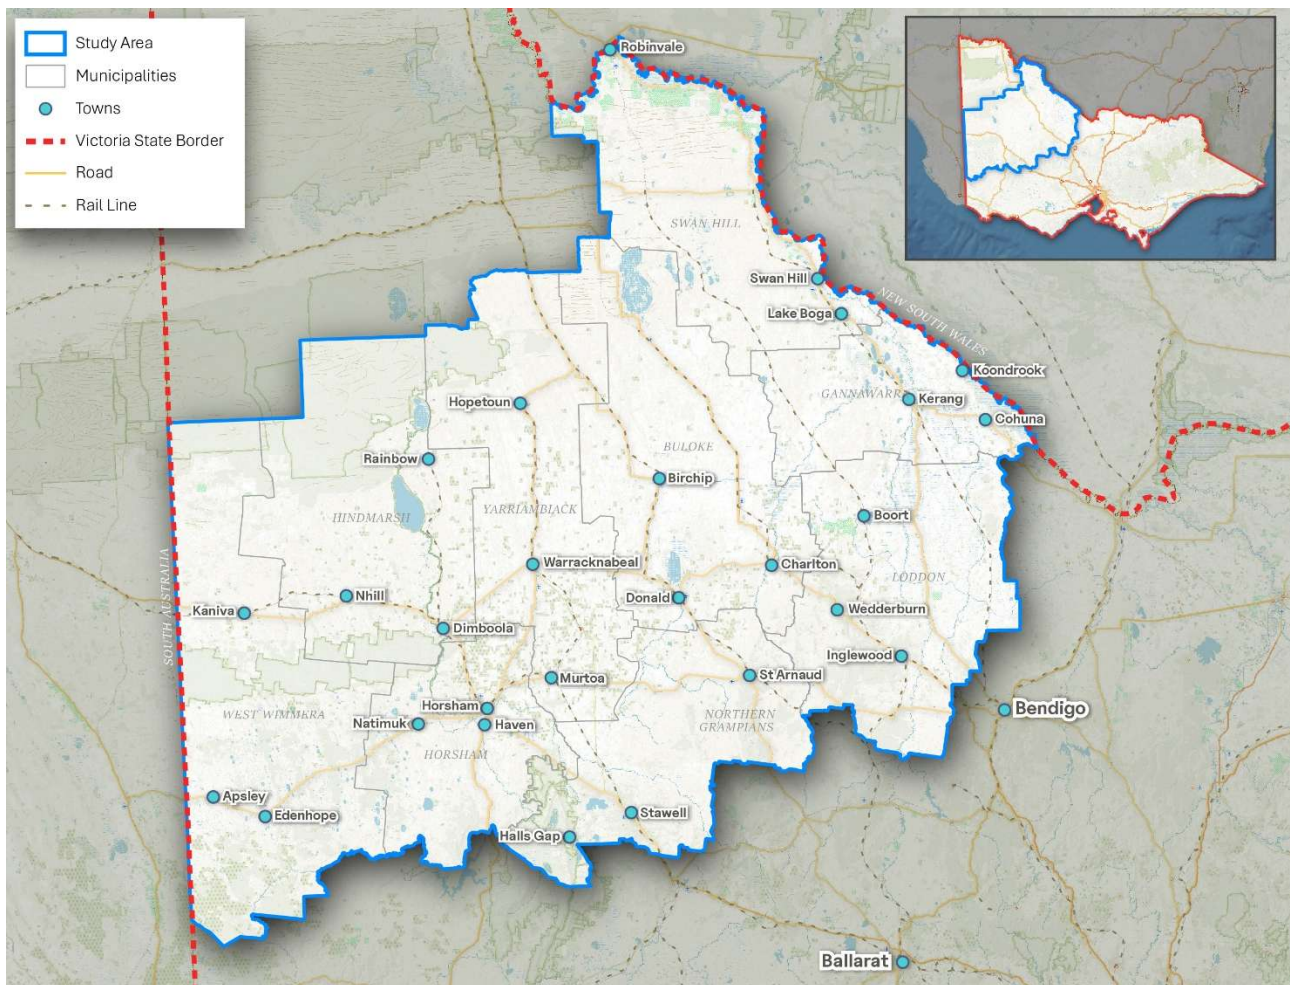 Study Area
Municipalities
Towns
Victoria State Border
Road
Rail Line
Robinvale
SWAN HILL
Swan Hill
NEW SOUTH WALES
Lake Boga
Koondrook
GANNAWARR
Kerang
Hopetoun
Cohuna
BULOKE
Rainbow
Birchip
YARRIAMBIACK
HINDMARSH
Boort
SOUTH AUSTRALIA
Warracknabeal
Charlton
LODDON
Nhill
Donald
Kaniva
Wedderburn
Dimboola
Inglewood
St Arnaud
Murtoa
Horsham
Bendigo
WEST WIMMERA
Natimuk
Haven
NORTHERN
GRAMPIANS
HORSHAM
Apsley
Edenhope
Stawell
Halls Gap
Ballarat